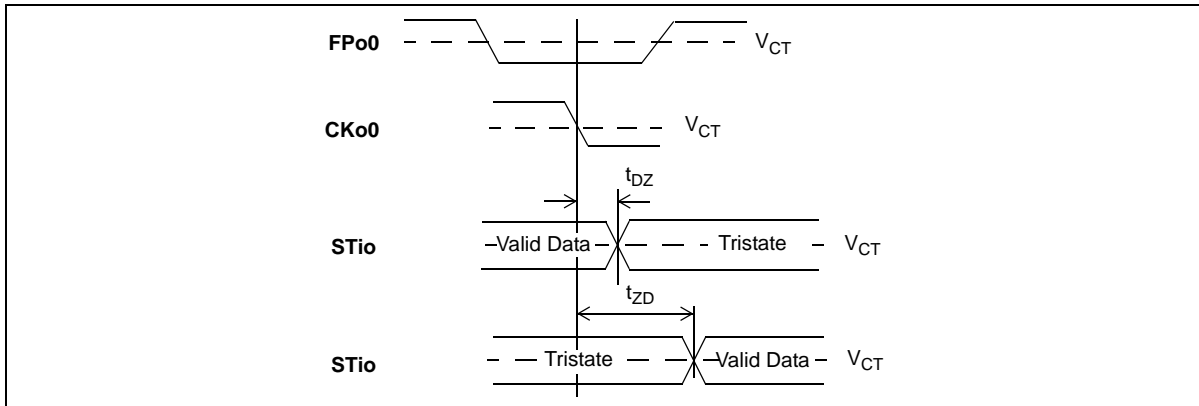 FPo0
V_CT
CKo0
V_CT
t_DZ
STio
Valid Data
Tristate
V_CT
t_ZD
STio
Tristate
Valid Data
V_CT